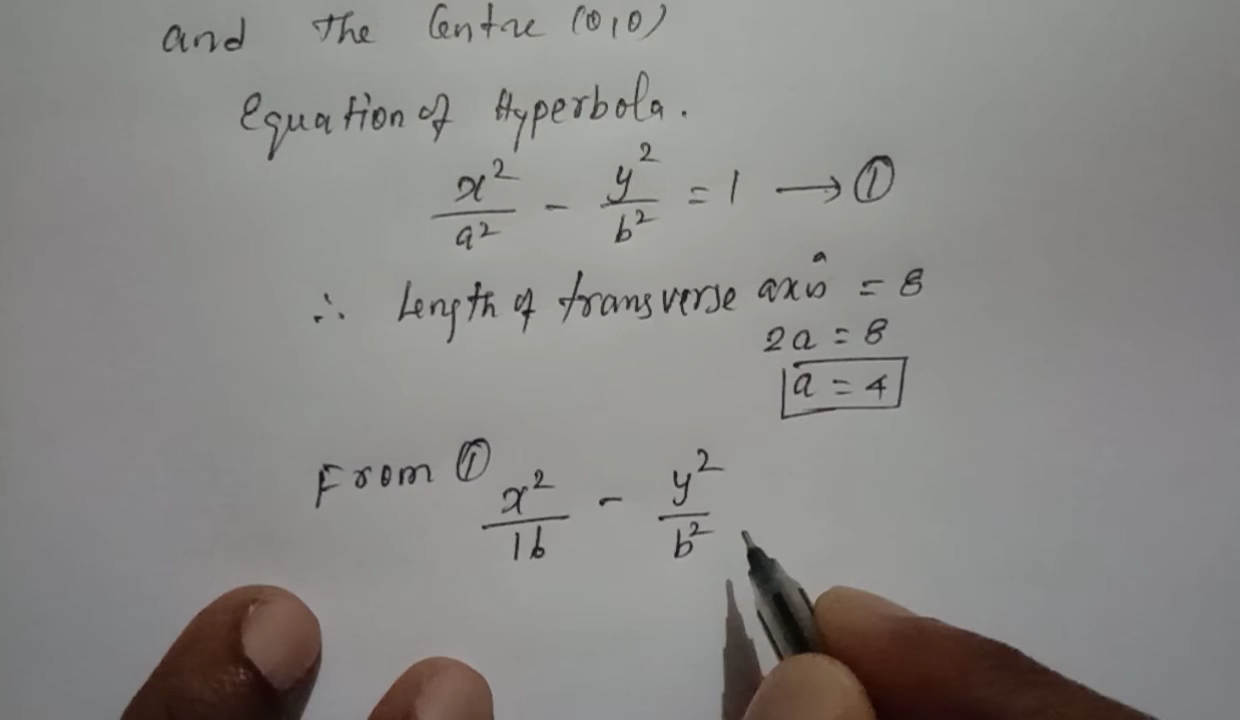 and the Centre (0,0)
Equation of Hyperbola.
x²/a² - y²/b² = 1 → ①
∴ Length of transverse axis = 8
2a = 8
a = 4
From ① x²/16 - y²/b²